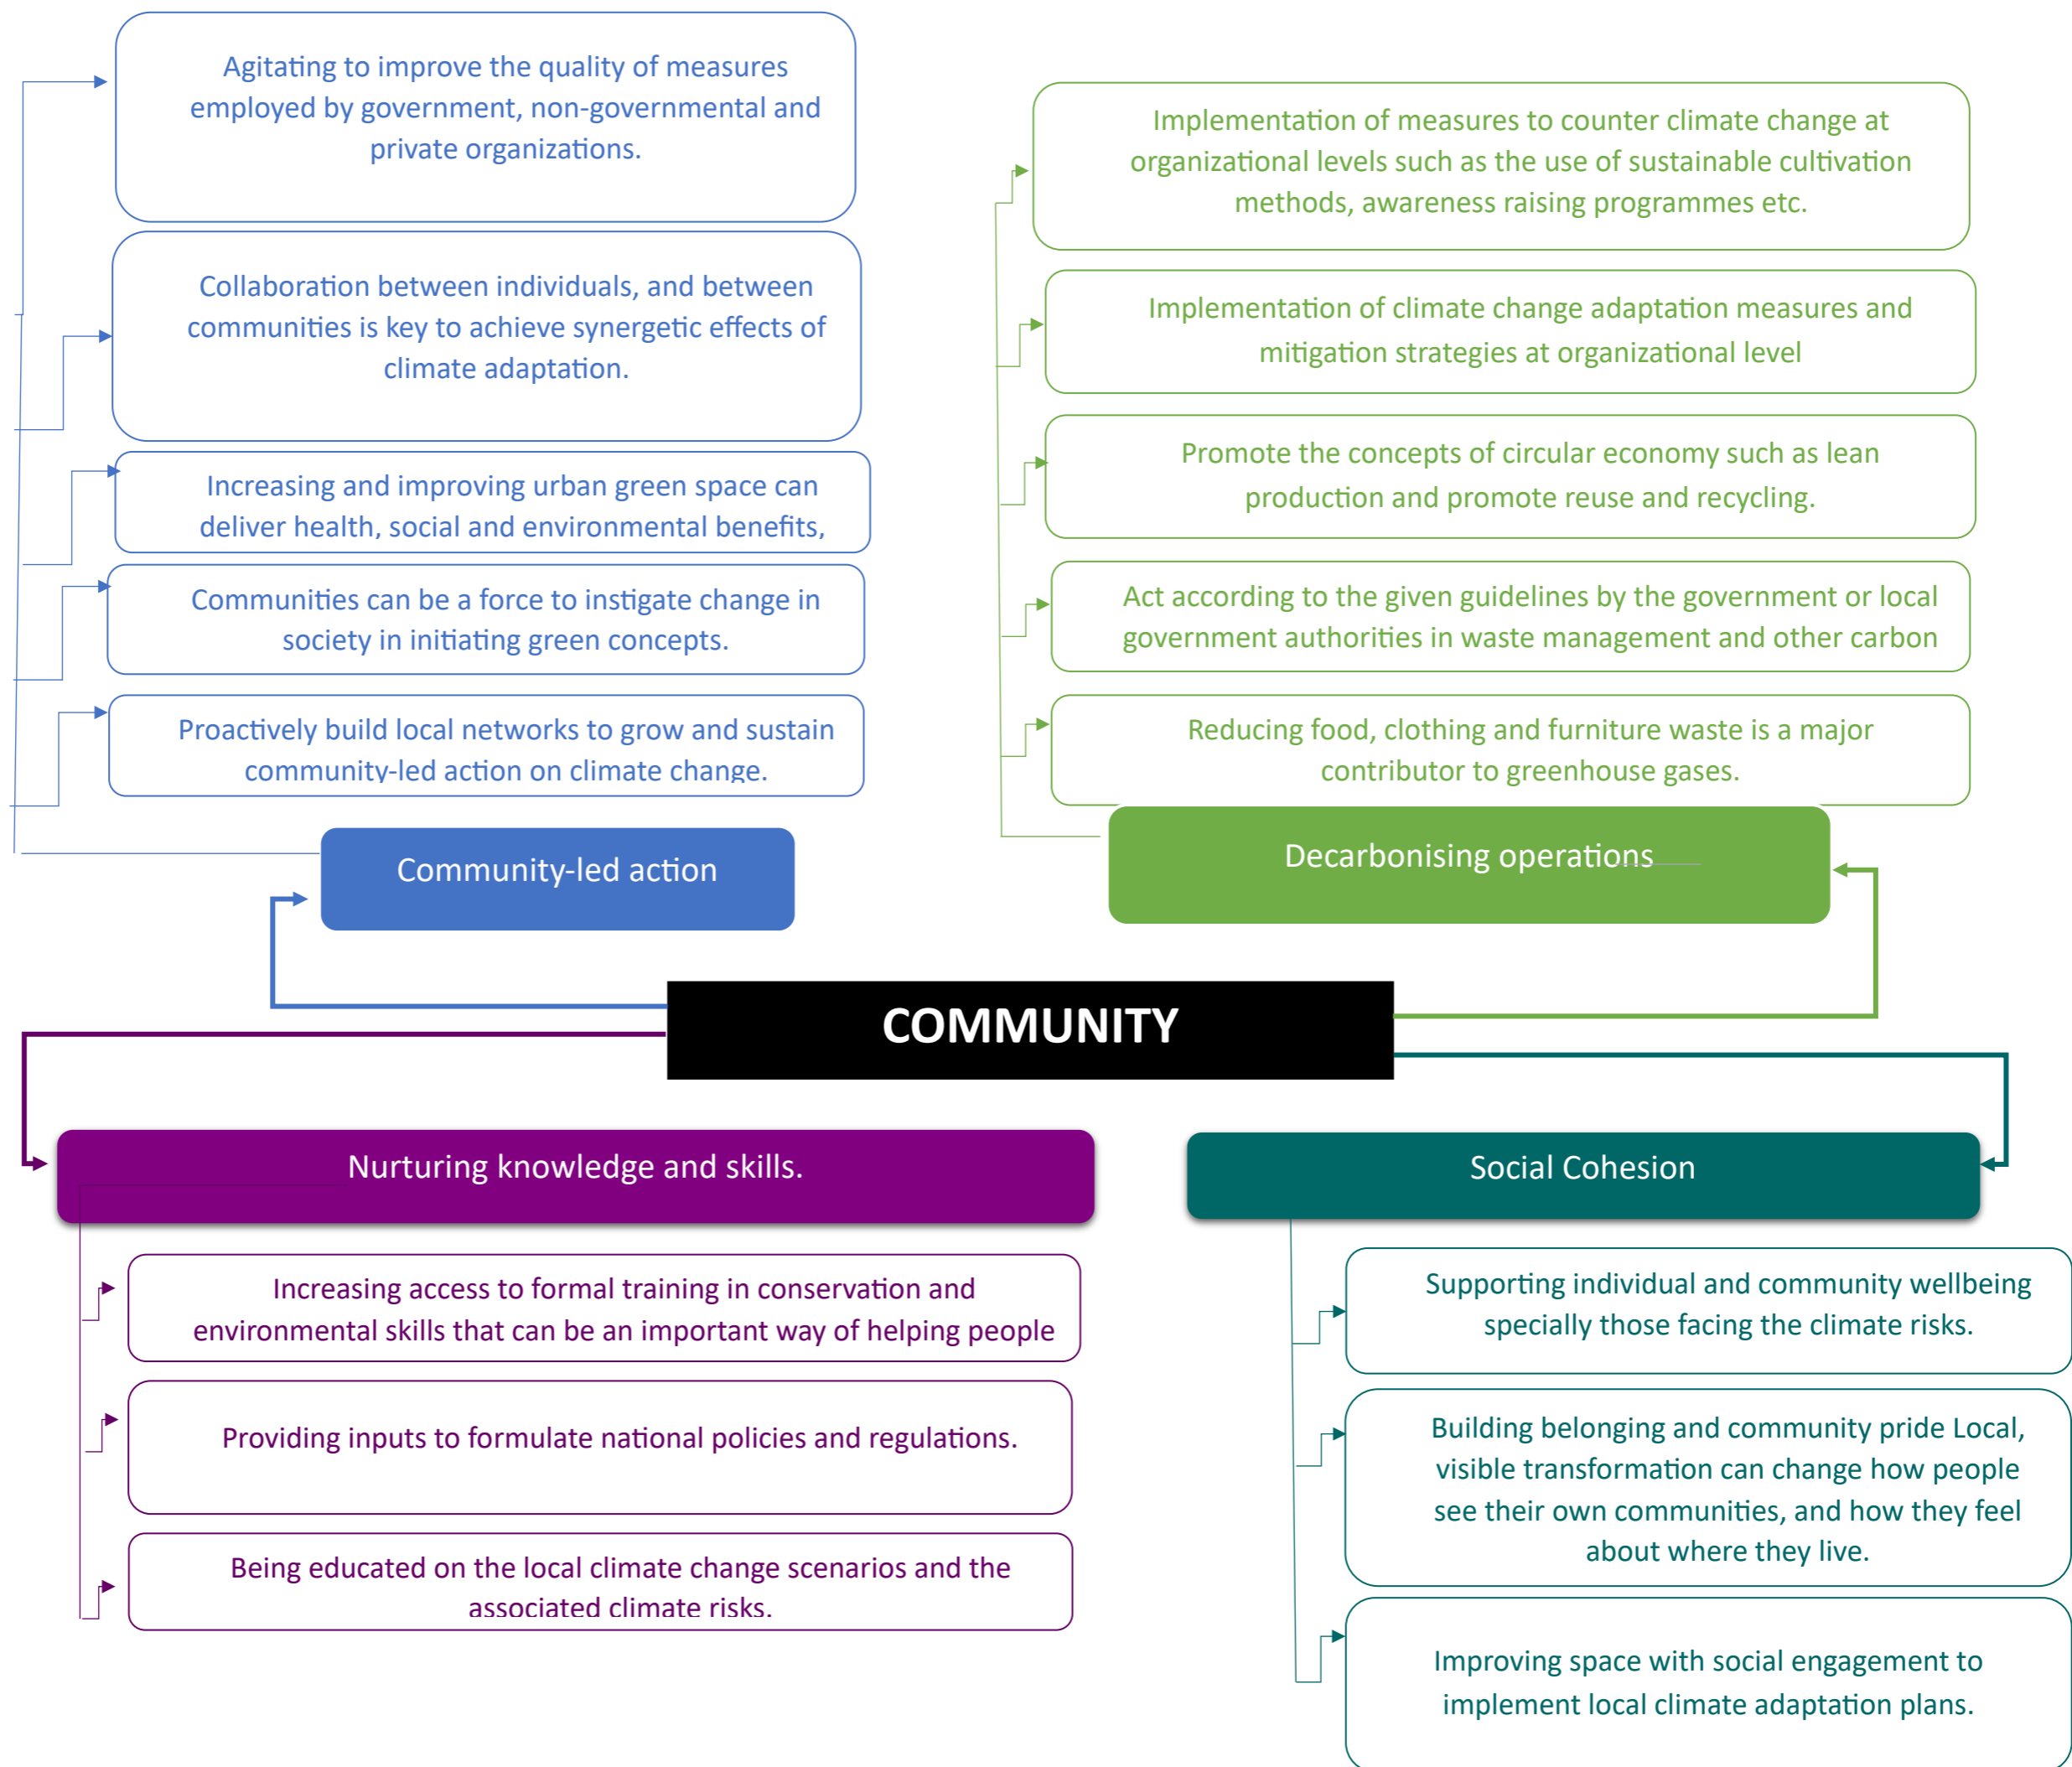 Agitating to improve the quality of measures
employed by government, non-governmental and
private organizations.
Collaboration between individuals, and between
communities is key to achieve synergetic effects of
climate adaptation.
Increasing and improving urban green space can
deliver health, social and environmental benefits,
Communities can be a force to instigate change in
society in initiating green concepts.
Proactively build local networks to grow and sustain
community-led action on climate change.
Community-led action
Implementation of measures to counter climate change at
organizational levels such as the use of sustainable cultivation
methods, awareness raising programmes etc.
Implementation of climate change adaptation measures and
mitigation strategies at organizational level
Promote the concepts of circular economy such as lean
production and promote reuse and recycling.
Act according to the given guidelines by the government or local
government authorities in waste management and other carbon
Reducing food, clothing and furniture waste is a major
contributor to greenhouse gases.
Decarbonising operations
COMMUNITY
Nurturing knowledge and skills.
Increasing access to formal training in conservation and
environmental skills that can be an important way of helping people
Providing inputs to formulate national policies and regulations.
Being educated on the local climate change scenarios and the
associated climate risks.
Social Cohesion
Supporting individual and community wellbeing
specially those facing the climate risks.
Building belonging and community pride Local,
visible transformation can change how people
see their own communities, and how they feel
about where they live.
Improving space with social engagement to
implement local climate adaptation plans.